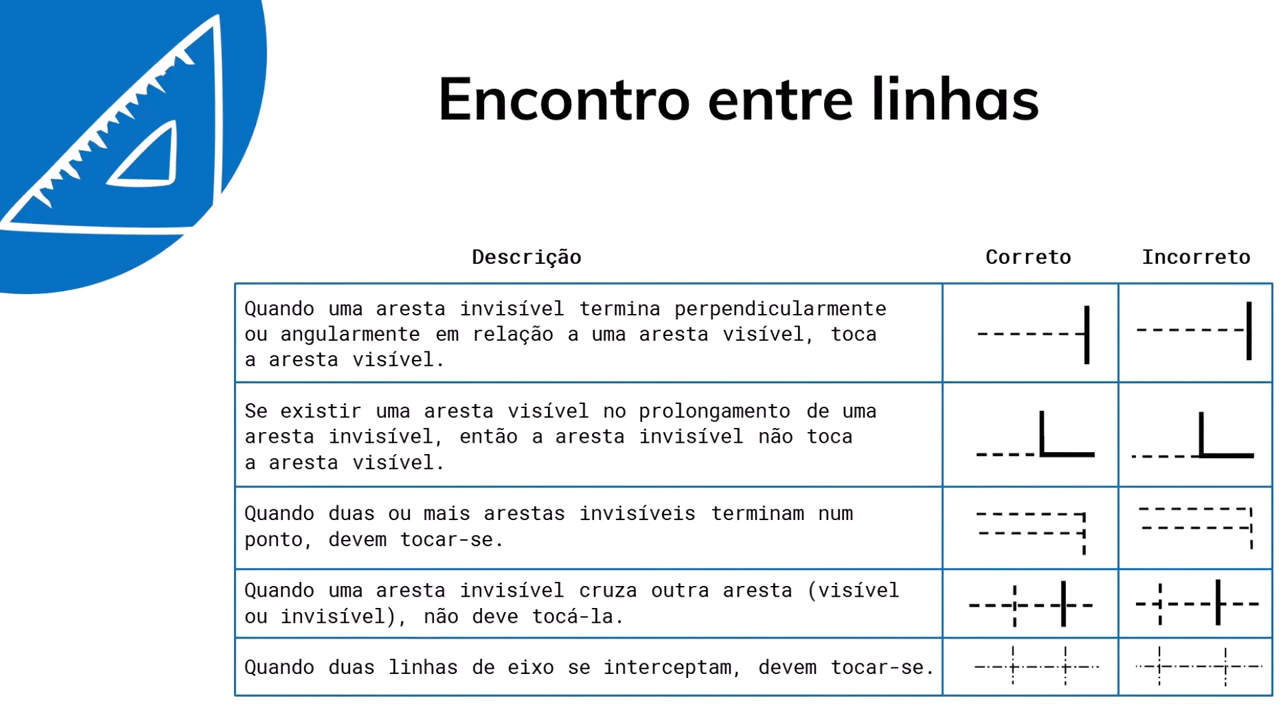 Encontro entre linhas
Descrição
Correto
Incorreto
Quando uma aresta invisível termina perpendicularmente
ou angularmente em relação a uma aresta visível, toca
a aresta visível.
Se existir uma aresta visível no prolongamento de uma
aresta invisível, então a aresta invisível não toca
a aresta visível.
Quando duas ou mais arestas invisíveis terminam num
ponto, devem tocar-se.
Quando uma aresta invisível cruza outra aresta (visível
ou invisível), não deve tocá-la.
Quando duas linhas de eixo se interceptam, devem tocar-se.